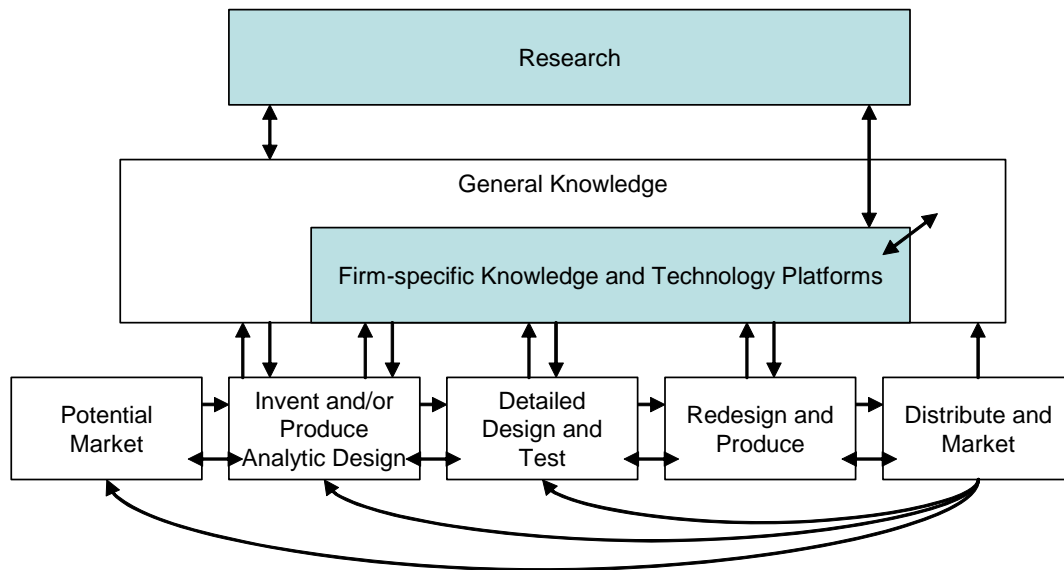 Research
General Knowledge
Firm-specific Knowledge and Technology Platforms
Potential
Market
Invent and/or
Produce
Analytic Design
Detailed
Design and
Test
Redesign and
Produce
Distribute and
Market